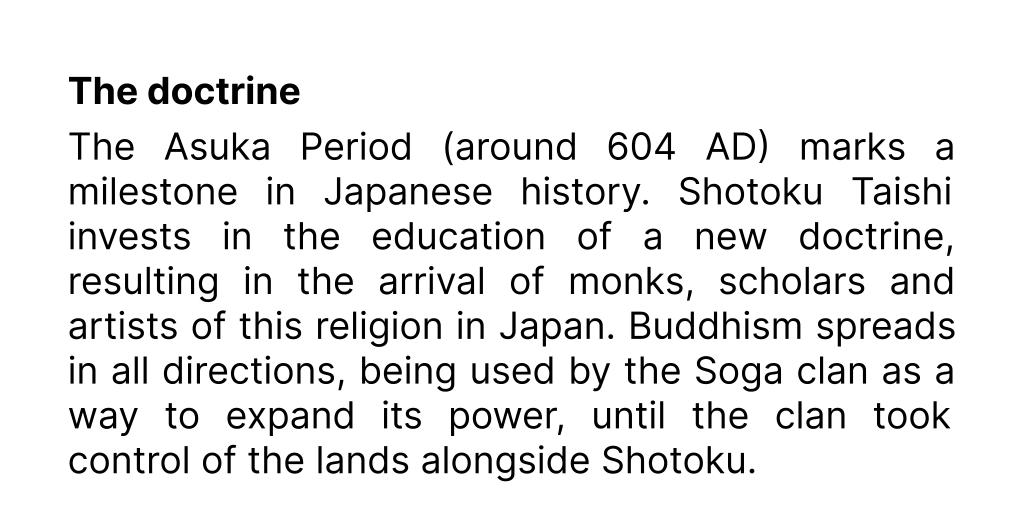 The doctrine
The Asuka Period (around 604 AD) marks a
milestone in Japanese history. Shotoku Taishi
invests in the education of a new doctrine,
resulting in the arrival of monks, scholars and
artists of this religion in Japan. Buddhism spreads
in all directions, being used by the Soga clan as a
way to expand its power, until the clan took
control of the lands alongside Shotoku.